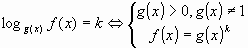 log_{g(x)} f(x) = k ⇔ { g(x) > 0, g(x) ≠ 1
f(x) = g(x)^k